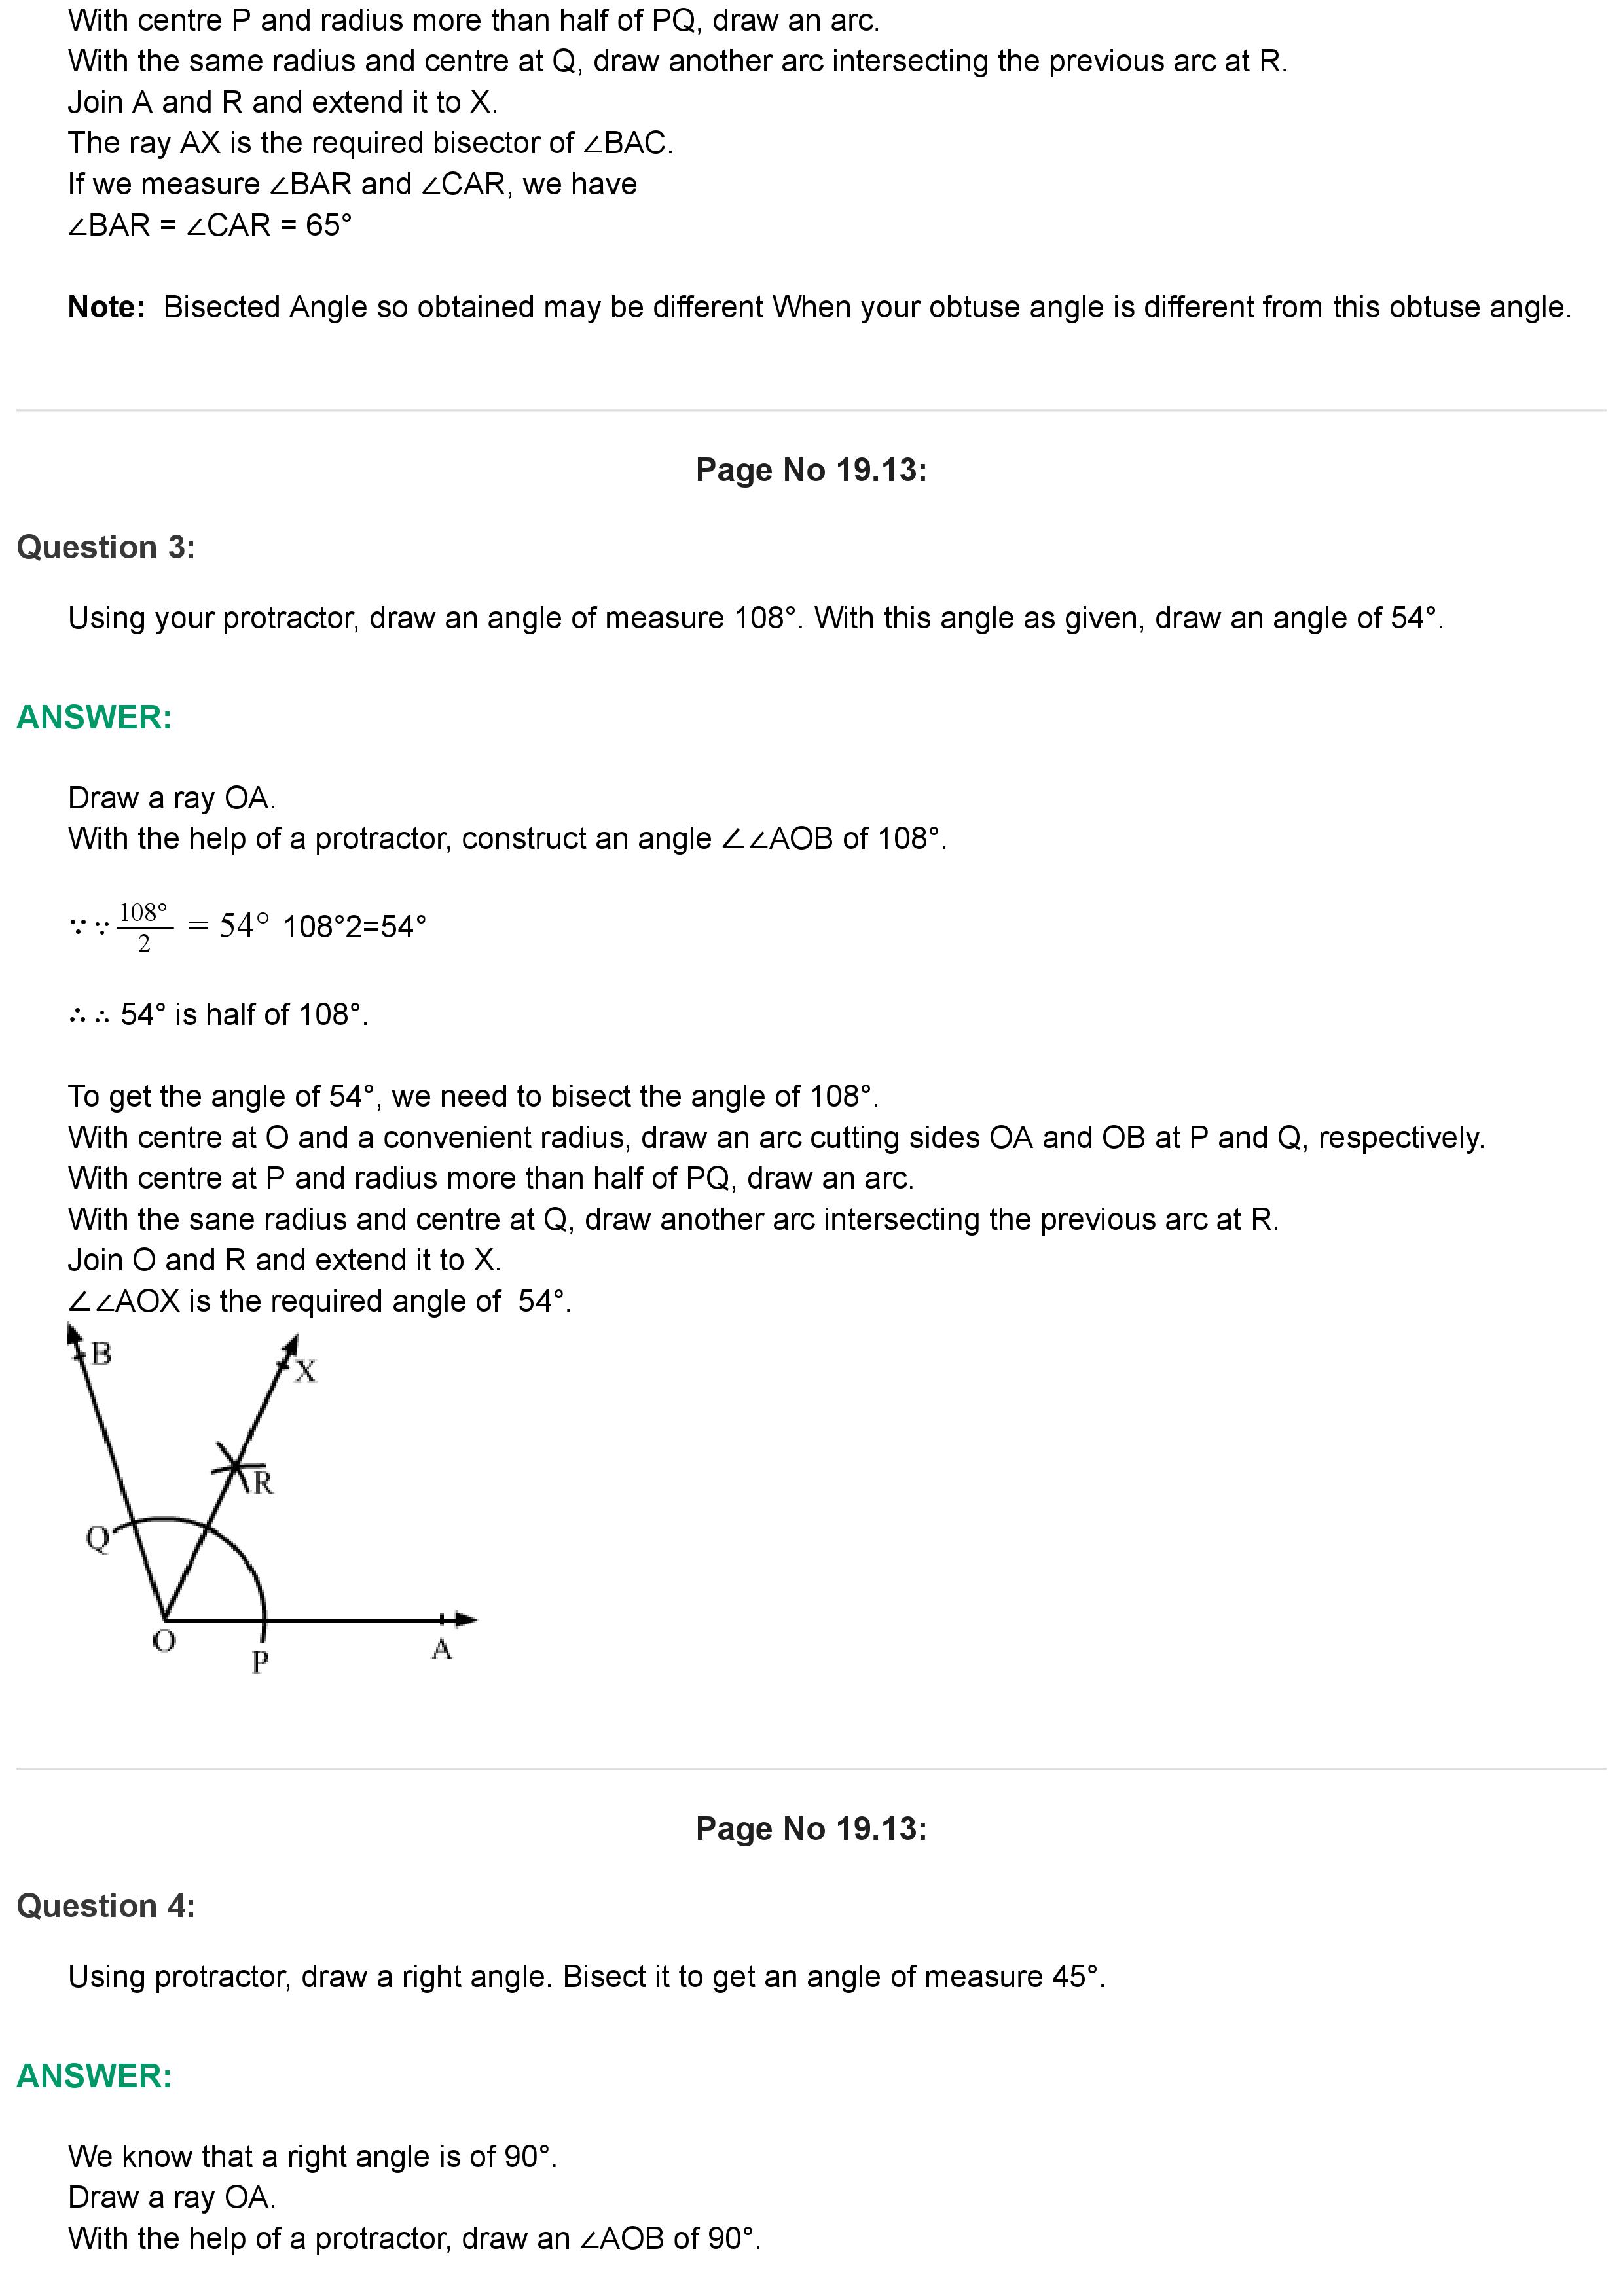 With centre P and radius more than half of PQ, draw an arc.
With the same radius and centre at Q, draw another arc intersecting the previous arc at R.
Join A and R and extend it to X.
The ray AX is the required bisector of ∠BAC.
If we measure ∠BAR and ∠CAR, we have
∠BAR = ∠CAR = 65°
Note:  Bisected Angle so obtained may be different When your obtuse angle is different from this obtuse angle.
Page No 19.13:
Question 3:
Using your protractor, draw an angle of measure 108°. With this angle as given, draw an angle of 54°.
ANSWER:
Draw a ray OA.
With the help of a protractor, construct an angle ∠∠AOB of 108°.
∵∵ 108°/2 = 54° 108°2=54°
∴∴ 54° is half of 108°.
To get the angle of 54°, we need to bisect the angle of 108°.
With centre at O and a convenient radius, draw an arc cutting sides OA and OB at P and Q, respectively.
With centre at P and radius more than half of PQ, draw an arc.
With the sane radius and centre at Q, draw another arc intersecting the previous arc at R.
Join O and R and extend it to X.
∠∠AOX is the required angle of  54°.
B
X
R
Q
O
P
A
Page No 19.13:
Question 4:
Using protractor, draw a right angle. Bisect it to get an angle of measure 45°.
ANSWER:
We know that a right angle is of 90°.
Draw a ray OA.
With the help of a protractor, draw an ∠AOB of 90°.